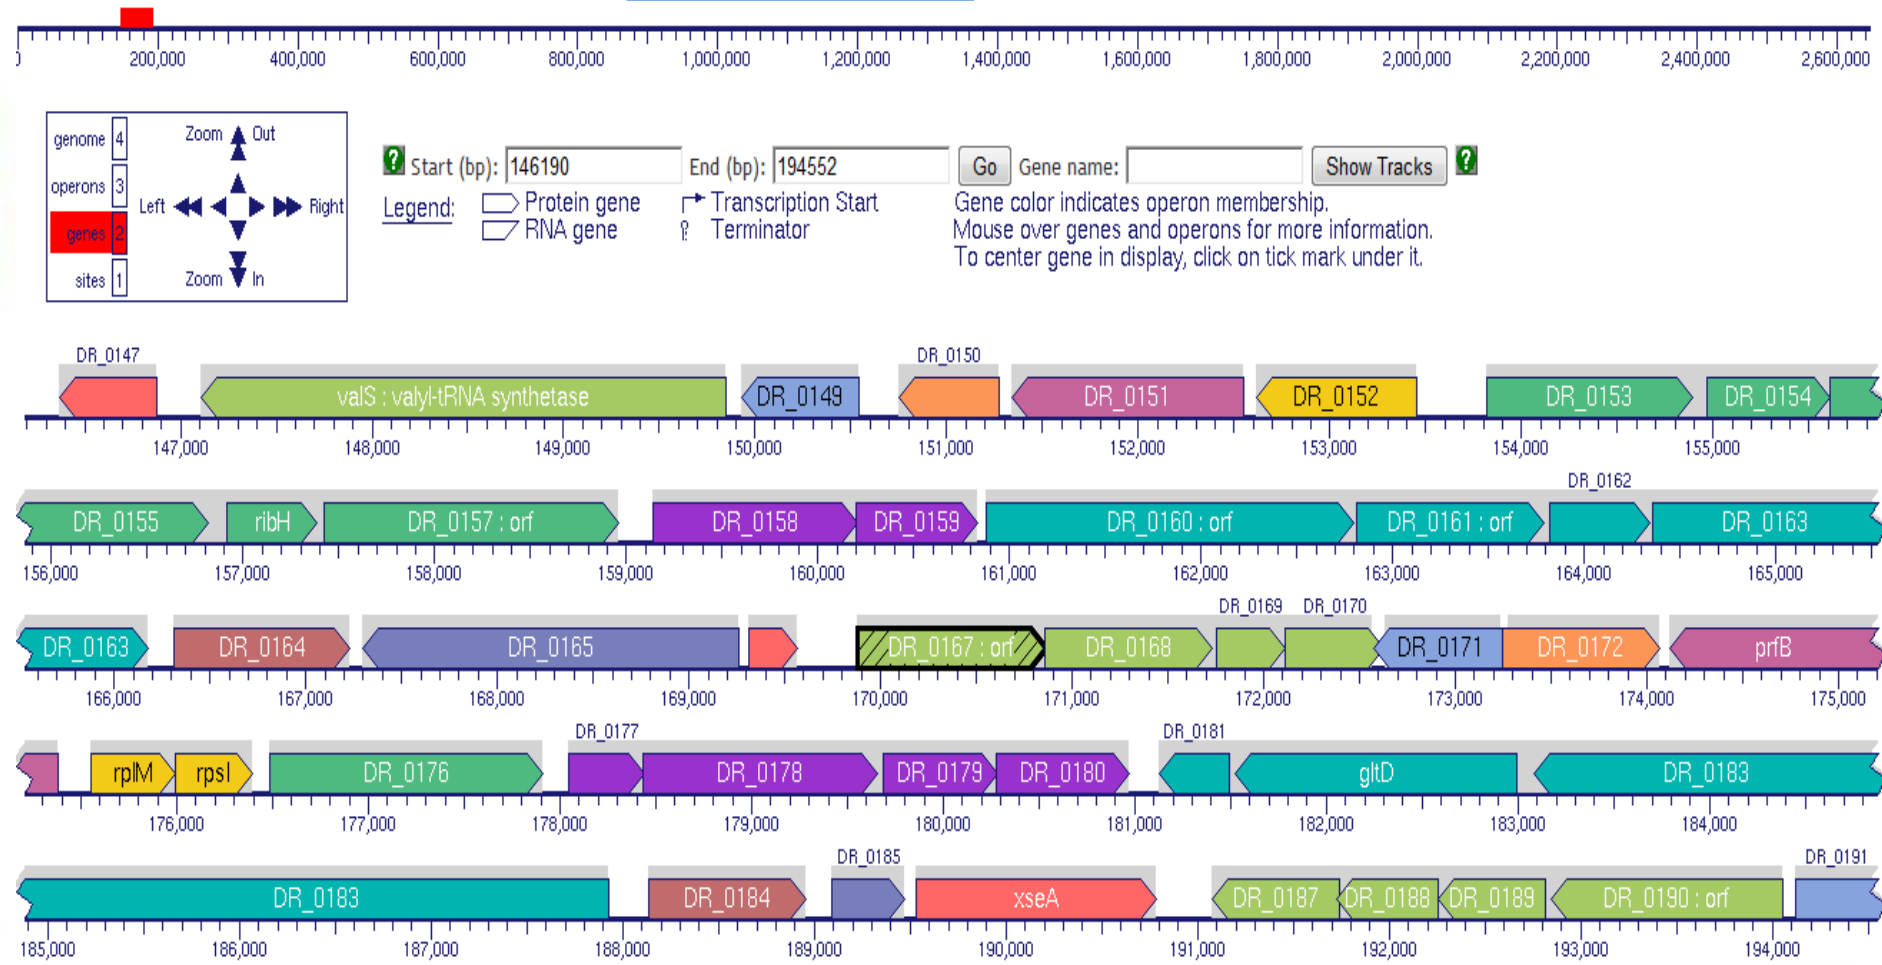 200,000 400,000 600,000 800,000 1,000,000 1,200,000 1,400,000 1,600,000 1,800,000 2,000,000 2,200,000 2,400,000 2,600,000
genome 4 Zoom Out
operons 3
Left Right
genes 2
sites 1 Zoom In
? Start (bp): 146190 End (bp): 194552 Go Gene name: Show Tracks ?
Legend: Protein gene Transcription Start Gene color indicates operon membership.
RNA gene Terminator Mouse over genes and operons for more information.
To center gene in display, click on tick mark under it.
DR_0147 DR_0150
valS : valyl-tRNA synthetase DR_0149 DR_0151 DR_0152 DR_0153 DR_0154
147,000 148,000 149,000 150,000 151,000 152,000 153,000 154,000 155,000
DR_0162
DR_0155 ribH DR_0157 : orf DR_0158 DR_0159 DR_0160 : orf DR_0161 : orf DR_0163
156,000 157,000 158,000 159,000 160,000 161,000 162,000 163,000 164,000 165,000
DR_0169 DR_0170
DR_0163 DR_0164 DR_0165 DR_0167 : orf DR_0168 DR_0171 DR_0172 prfB
166,000 167,000 168,000 169,000 170,000 171,000 172,000 173,000 174,000 175,000
DR_0177 DR_0181
rplM rpsI DR_0176 DR_0178 DR_0179 DR_0180 gltD DR_0183
176,000 177,000 178,000 179,000 180,000 181,000 182,000 183,000 184,000
DR_0185 DR_0191
DR_0183 DR_0184 xseA DR_0187 DR_0188 DR_0189 DR_0190 : orf
185,000 186,000 187,000 188,000 189,000 190,000 191,000 192,000 193,000 194,000